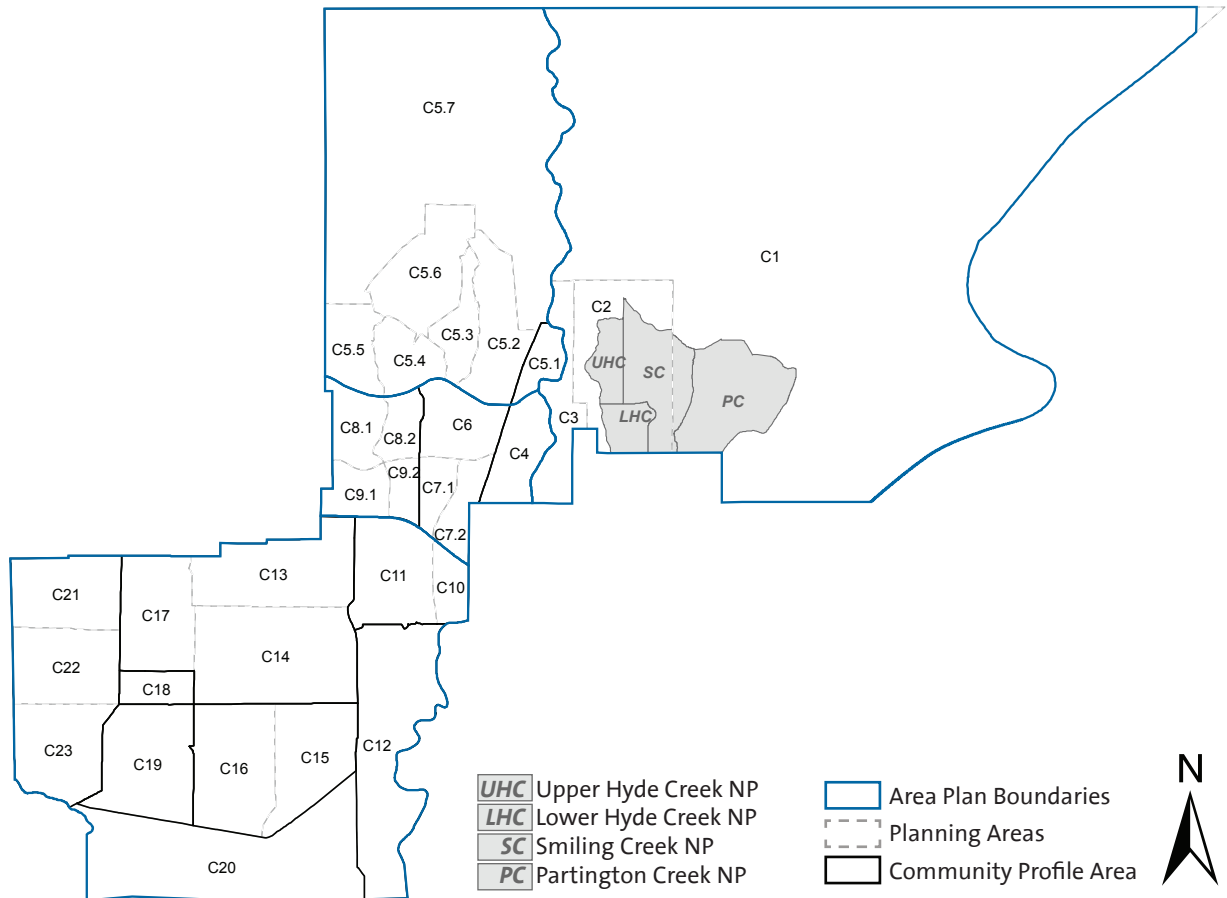 C5.7
C1
C5.6
C2
C5.3
C5.2
C5.5
C5.4
C5.1
UHC
SC
PC
LHC
C3
C8.1
C8.2
C6
C4
C9.2
C9.1
C7.1
C7.2
C13
C11
C10
C21
C17
C14
C22
C18
C12
C23
C19
C16
C15
C20
N
UHC Upper Hyde Creek NP
LHC Lower Hyde Creek NP
SC Smiling Creek NP
PC Partington Creek NP
Area Plan Boundaries
Planning Areas
Community Profile Area